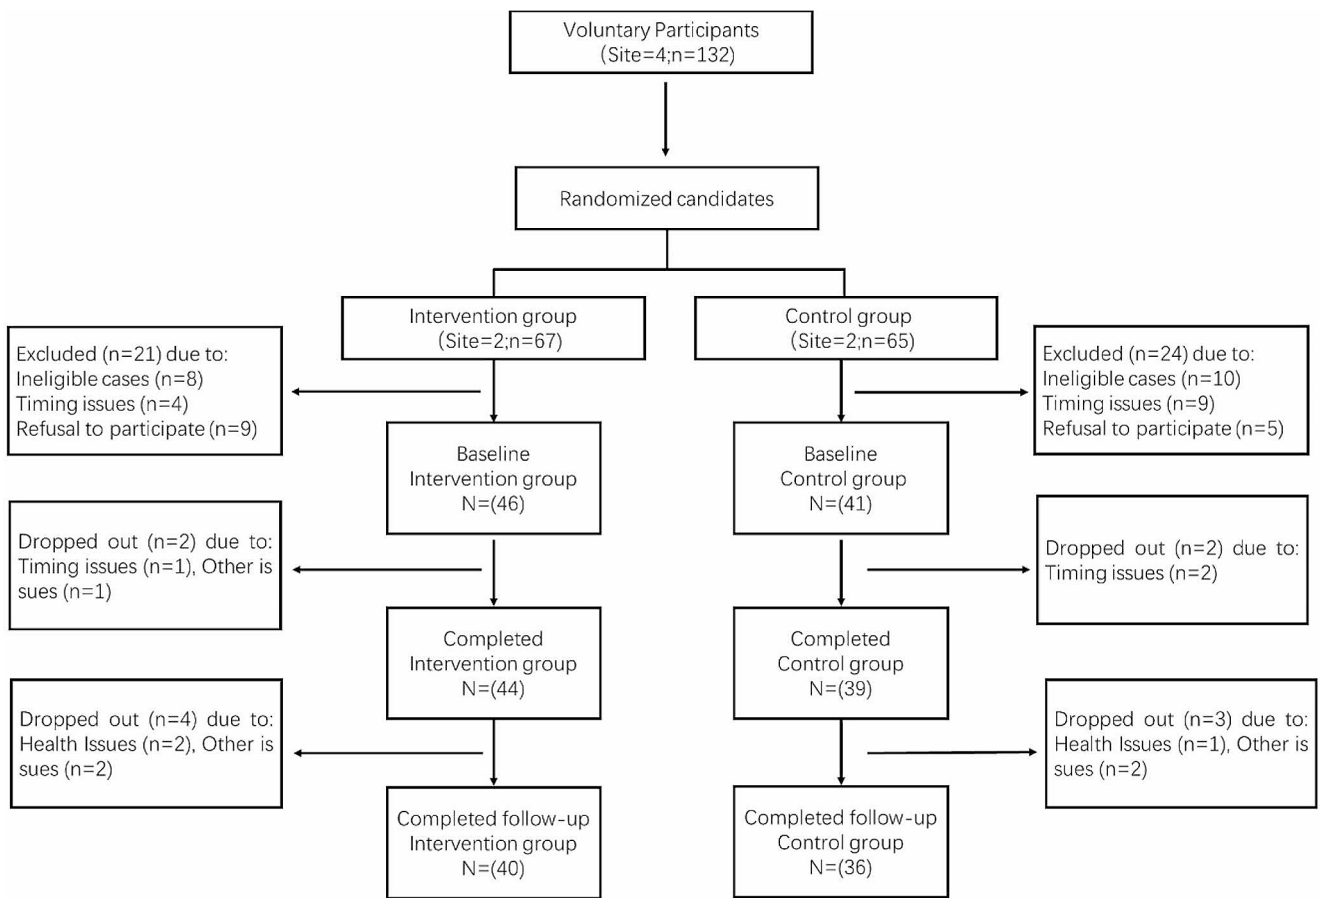 Voluntary Participants
(Site=4;n=132)
Randomized candidates
Intervention group
(Site=2;n=67)
Control group
(Site=2;n=65)
Excluded (n=21) due to:
Ineligible cases (n=8)
Timing issues (n=4)
Refusal to participate (n=9)
Excluded (n=24) due to:
Ineligible cases (n=10)
Timing issues (n=9)
Refusal to participate (n=5)
Baseline
Intervention group
N=(46)
Baseline
Control group
N=(41)
Dropped out (n=2) due to:
Timing issues (n=1), Other is
sues (n=1)
Dropped out (n=2) due to:
Timing issues (n=2)
Completed
Intervention group
N=(44)
Completed
Control group
N=(39)
Dropped out (n=4) due to:
Health Issues (n=2), Other is
sues (n=2)
Dropped out (n=3) due to:
Health Issues (n=1), Other is
sues (n=2)
Completed follow-up
Intervention group
N=(40)
Completed follow-up
Control group
N=(36)